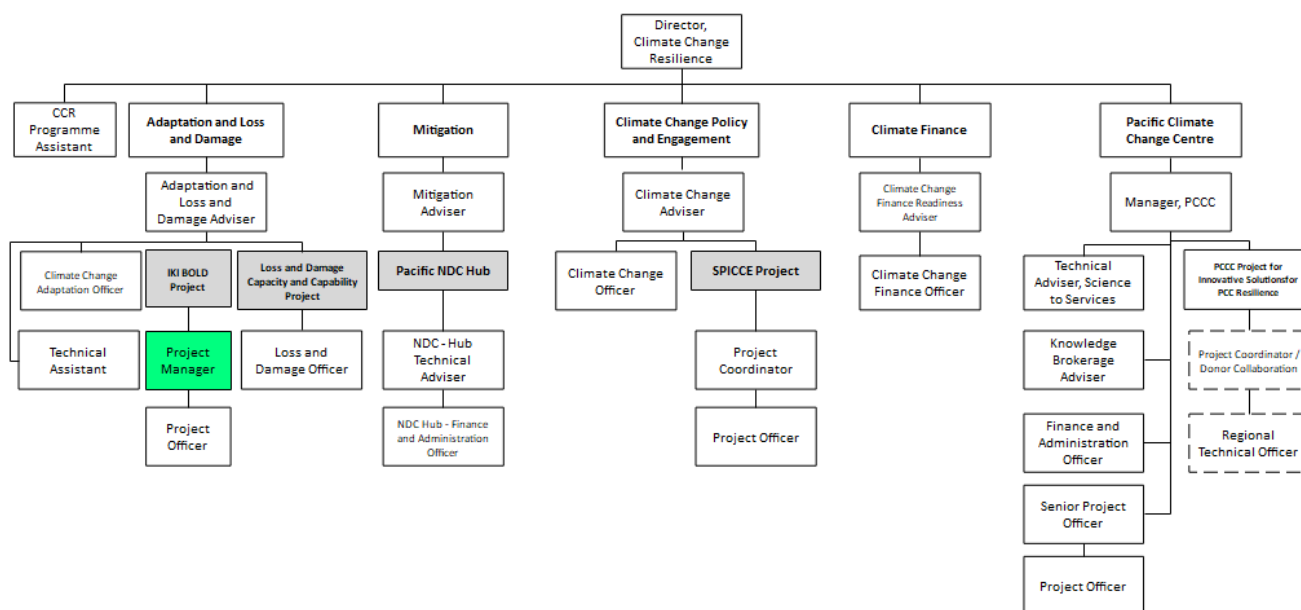 Director,
Climate Change
Resilience
CCR
Programme
Assistant
Adaptation and Loss
and Damage
Mitigation
Climate Change Policy
and Engagement
Climate Finance
Pacific Climate
Change Centre
Adaptation and
Loss and
Damage Adviser
Mitigation
Adviser
Climate Change
Adviser
Climate Change
Finance Readiness
Adviser
Manager, PCCC
Climate Change
Adaptation Officer
IKI BOLD
Project
Loss and Damage
Capacity and Capability
Project
Pacific NDC Hub
Climate Change
Officer
SPICCE Project
Climate Change
Finance Officer
Technical
Adviser, Science
to Services
PCCC Project for
Innovative Solutionsfor
PCC Resilience
Technical
Assistant
Project
Manager
Loss and
Damage Officer
NDC - Hub
Technical
Adviser
Project
Coordinator
Knowledge
Brokerage
Adviser
Project Coordinator /
Donor Collaboration
Project
Officer
NDC Hub - Finance
and Administration
Officer
Project Officer
Finance and
Administration
Officer
Regional
Technical Officer
Senior Project
Officer
Project Officer